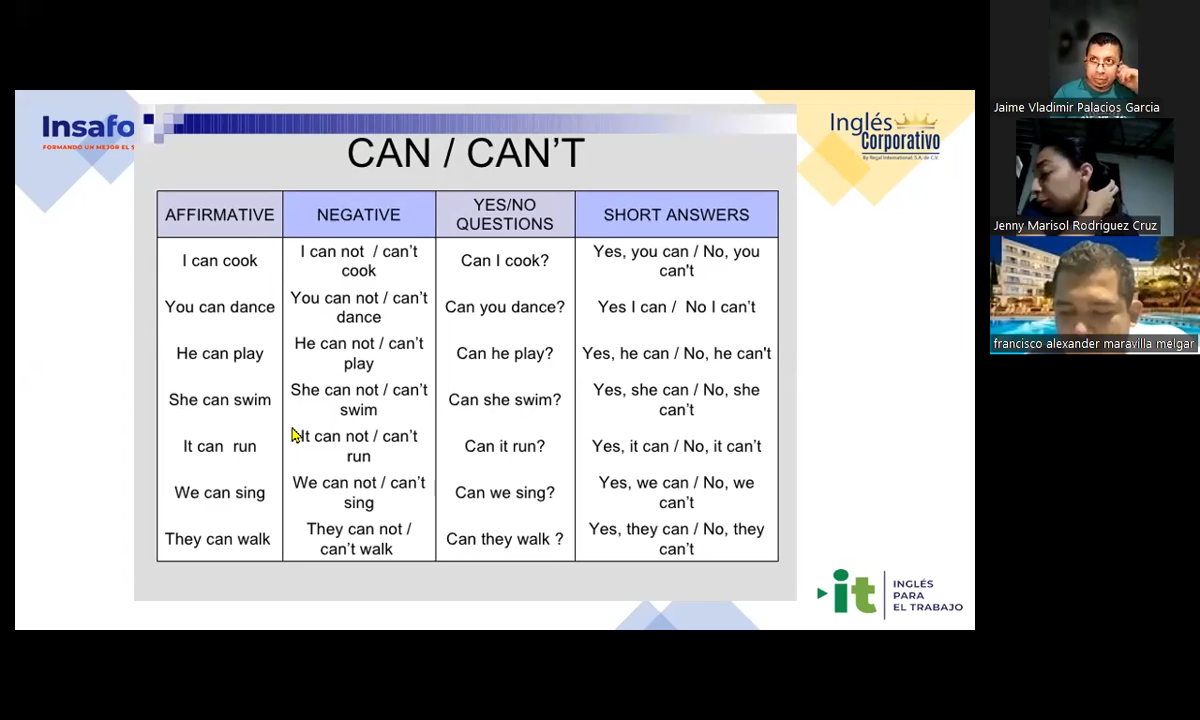 Insafo
FORMANDO UN MEJOR EL S
Inglés
Corporativo
By Regal International, S.A. de C.V.
CAN / CAN'T
AFFIRMATIVE
NEGATIVE
YES/NO
QUESTIONS
SHORT ANSWERS
I can cook
I can not / can't
cook
Can I cook?
Yes, you can / No, you
can't
You can dance
You can not / can't
dance
Can you dance?
Yes I can / No I can't
He can play
He can not / can't
play
Can he play?
Yes, he can / No, he can't
She can swim
She can not / can't
swim
Can she swim?
Yes, she can / No, she
can't
It can run
It can not / can't
run
Can it run?
Yes, it can / No, it can't
We can sing
We can not / can't
sing
Can we sing?
Yes, we can / No, we
can't
They can walk
They can not /
can't walk
Can they walk ?
Yes, they can / No, they
can't
it
INGLÉS
PARA
EL TRABAJO
Jaime Vladimir Palacios Garcia
Jenny Marisol Rodriguez Cruz
francisco alexander maravilla melgar